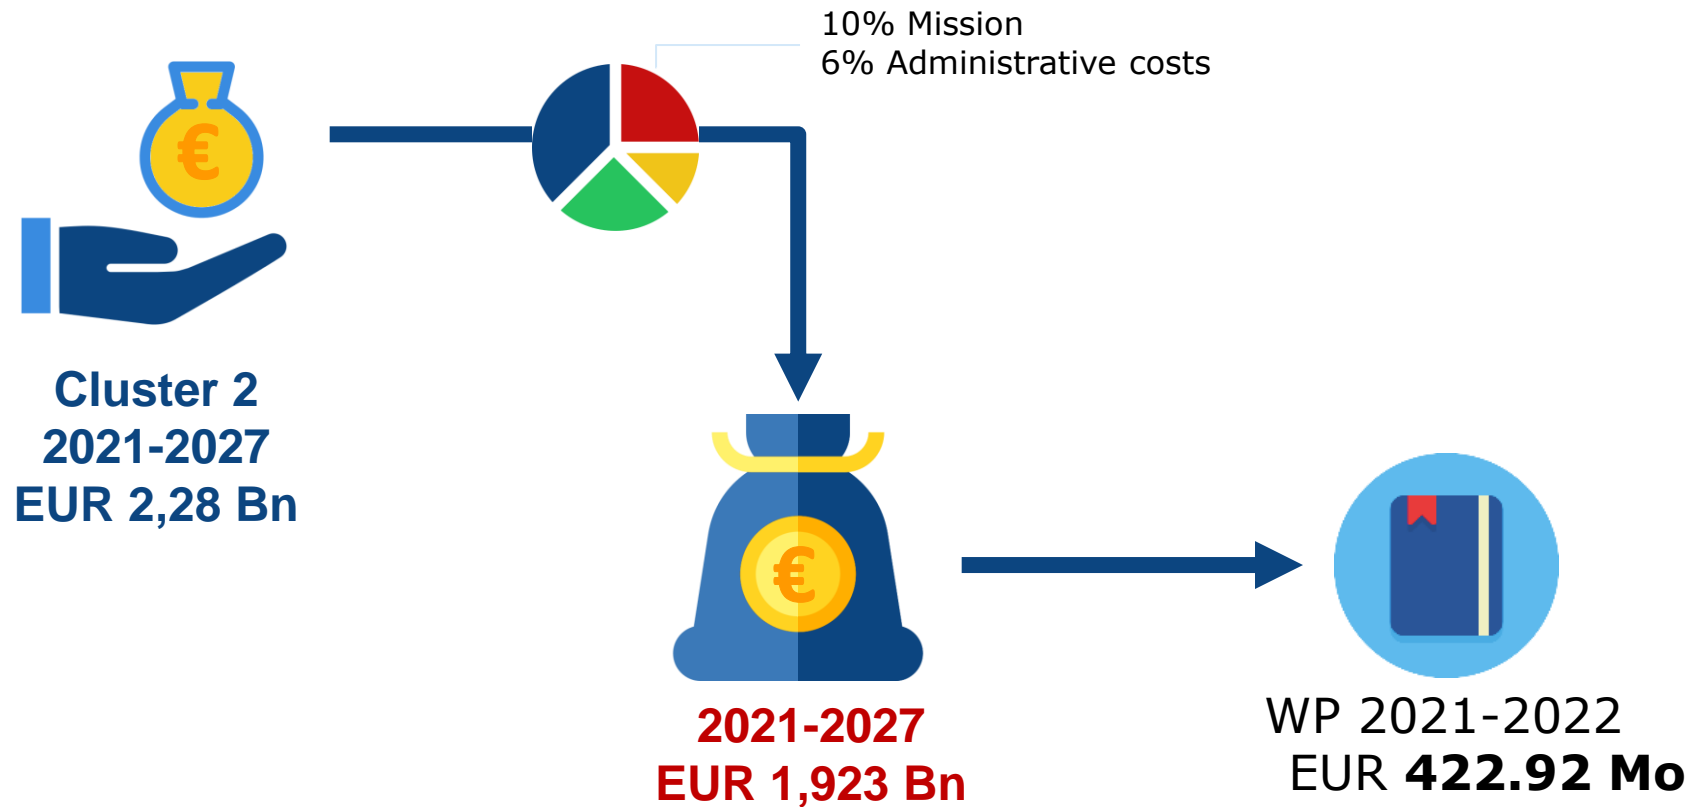 10% Mission
6% Administrative costs
€
Cluster 2
2021-2027
EUR 2,28 Bn
€
2021-2027
EUR 1,923 Bn
WP 2021-2022
EUR 422.92 Mo